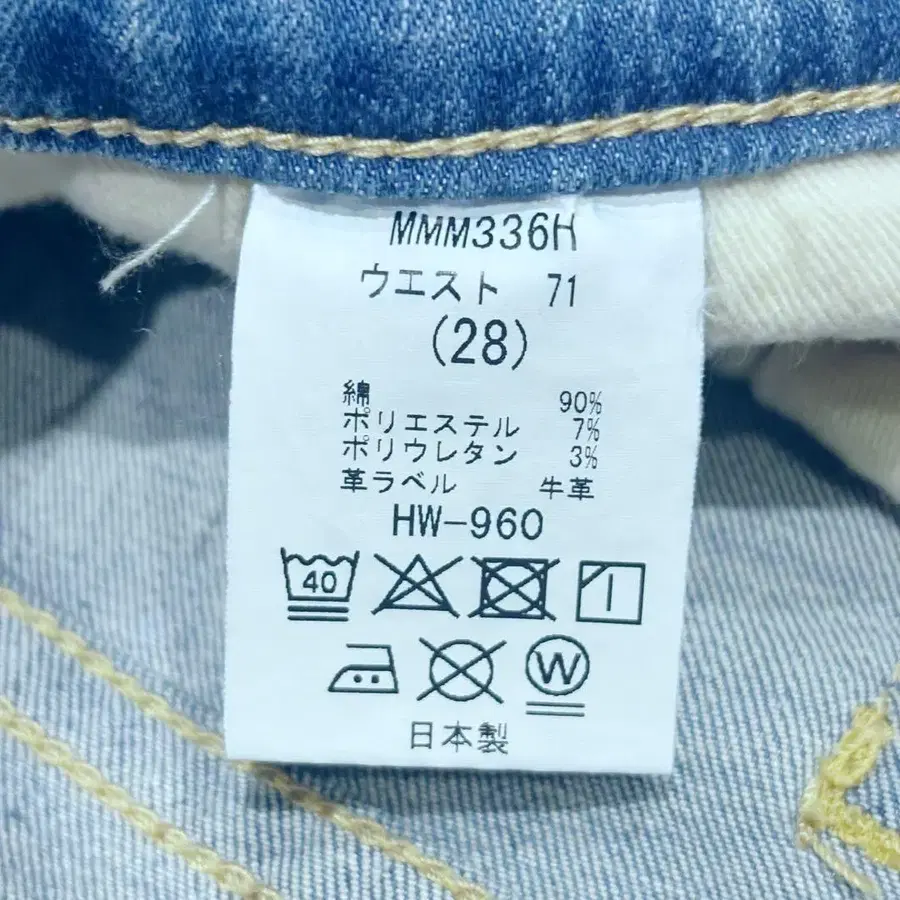 MMM336H
ウエスト 71
(28)
綿 90%
ポリエステル 7%
ポリウレタン 3%
革ラベル 牛革
HW-960
40
W
日本製